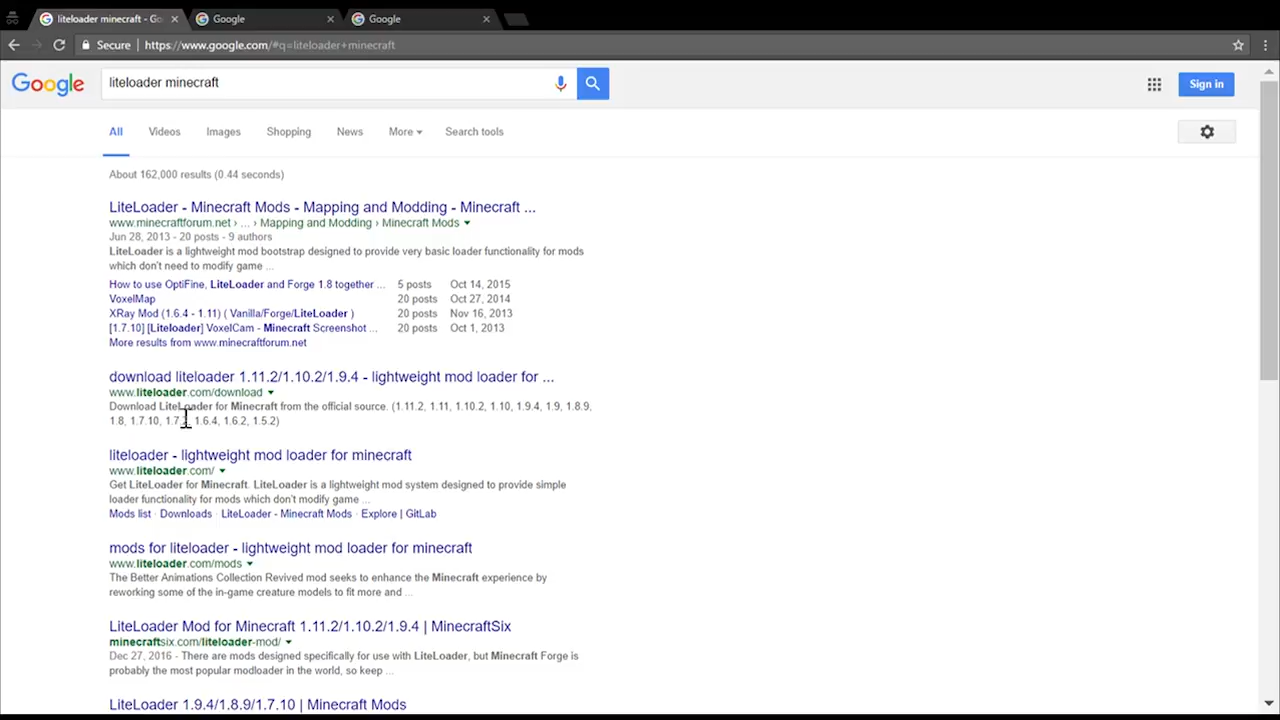 liteloader minecraft - Go
Google
Google
Secure https://www.google.com/#q=liteloader+minecraft
Google
liteloader minecraft
Sign in
All Videos Images Shopping News More Search tools
About 162,000 results (0.44 seconds)
LiteLoader - Minecraft Mods - Mapping and Modding - Minecraft ...
www.minecraftforum.net › ... › Mapping and Modding › Minecraft Mods
Jun 28, 2013 - 20 posts - 9 authors
LiteLoader is a lightweight mod bootstrap designed to provide very basic loader functionality for mods
which don't need to modify game ...
How to use OptiFine, LiteLoader and Forge 1.8 together ... 5 posts Oct 14, 2015
VoxelMap 20 posts Oct 27, 2014
XRay Mod (1.6.4 - 1.11) ( Vanilla/Forge/LiteLoader ) 20 posts Nov 16, 2013
[1.7.10] [Liteloader] VoxelCam - Minecraft Screenshot ... 20 posts Oct 1, 2013
More results from www.minecraftforum.net
download liteloader 1.11.2/1.10.2/1.9.4 - lightweight mod loader for ...
www.liteloader.com/download
Download LiteLoader for Minecraft from the official source. (1.11.2, 1.11, 1.10.2, 1.10, 1.9.4, 1.9, 1.8.9,
1.8, 1.7.10, 1.7.2, 1.6.4, 1.6.2, 1.5.2)
liteloader - lightweight mod loader for minecraft
www.liteloader.com/
Get LiteLoader for Minecraft. LiteLoader is a lightweight mod system designed to provide simple
loader functionality for mods which don't modify game ...
Mods list · Downloads · LiteLoader - Minecraft Mods · Explore | GitLab
mods for liteloader - lightweight mod loader for minecraft
www.liteloader.com/mods
The Better Animations Collection Revived mod seeks to enhance the Minecraft experience by
reworking some of the in-game creature models to fit more and ...
LiteLoader Mod for Minecraft 1.11.2/1.10.2/1.9.4 | MinecraftSix
minecraftsix.com/liteloader-mod/
Dec 27, 2016 - There are mods designed specifically for use with LiteLoader, but Minecraft Forge is
probably the most popular modloader in the world, so keep ...
LiteLoader 1.9.4/1.8.9/1.7.10 | Minecraft Mods